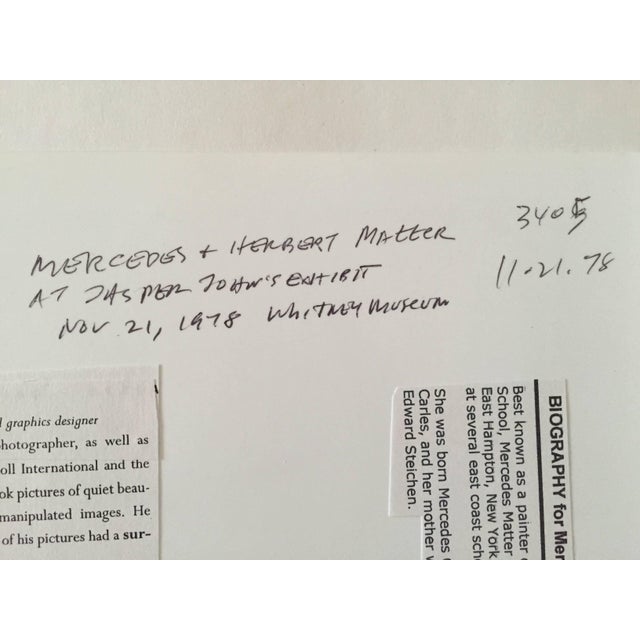 MERCEDES + HERBERT MATTER
AT JASPER JOHN'S EXHIBIT
NOV 21, 1978 WHITNEY MUSEUM
11.21.78
l graphics designer
hotographer, as well as
oll International and the
ok pictures of quiet beau-
manipulated images. He
of his pictures had a sur-
BIOGRAPHY for Mer
Best known as a painter
School, Mercedes Matter
East Hampton, New York
at several east coast scho
She was born Mercedes
Carles, and her mother
Edward Steichen.